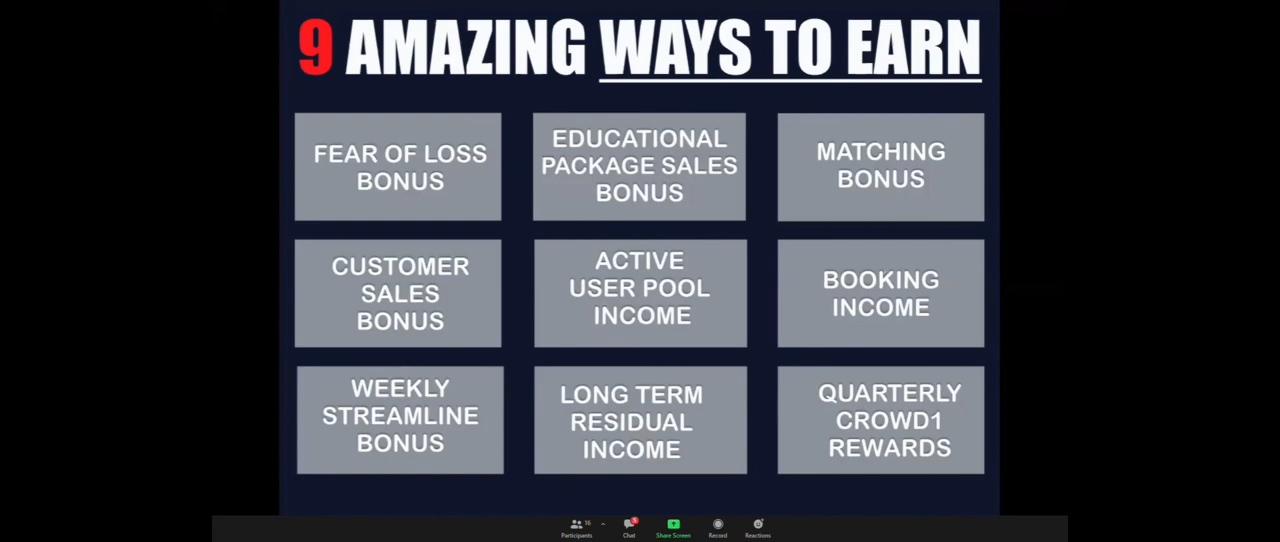 9 AMAZING WAYS TO EARN
FEAR OF LOSS
BONUS
EDUCATIONAL
PACKAGE SALES
BONUS
MATCHING
BONUS
CUSTOMER
SALES
BONUS
ACTIVE
USER POOL
INCOME
BOOKING
INCOME
WEEKLY
STREAMLINE
BONUS
LONG TERM
RESIDUAL
INCOME
QUARTERLY
CROWD1
REWARDS
16
5
Participants
Chat
Share Screen
Record
Reactions